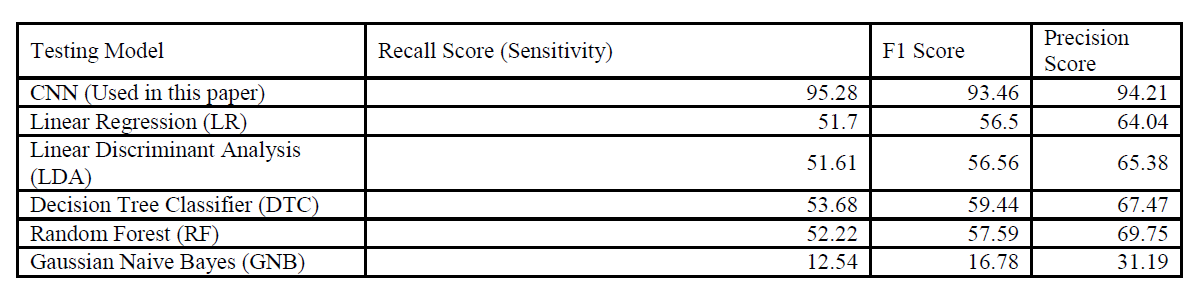 Testing Model Recall Score (Sensitivity) F1 Score Precision Score
CNN (Used in this paper) 95.28 93.46 94.21
Linear Regression (LR) 51.7 56.5 64.04
Linear Discriminant Analysis (LDA) 51.61 56.56 65.38
Decision Tree Classifier (DTC) 53.68 59.44 67.47
Random Forest (RF) 52.22 57.59 69.75
Gaussian Naive Bayes (GNB) 12.54 16.78 31.19